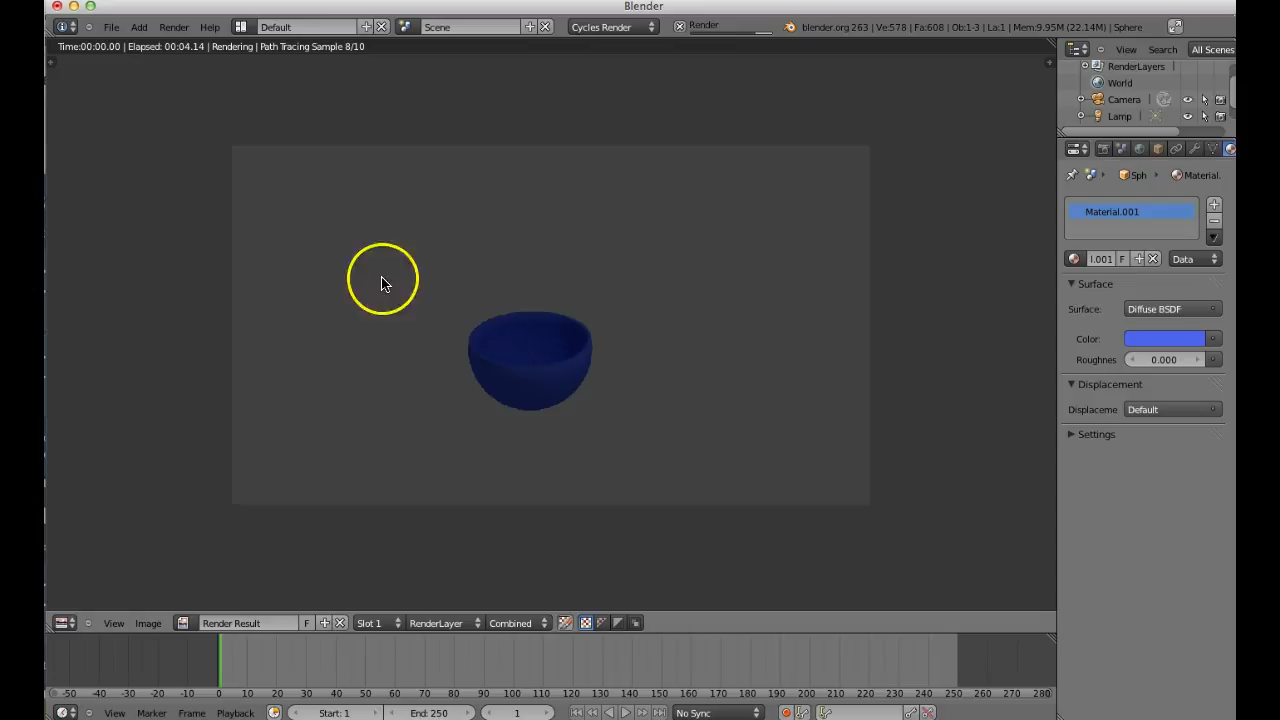 Blender
File Add Render Help Default Scene Cycles Render Render blender.org 263 | Ve:578 | Fa:608 | Ob:1-3 | La:1 | Mem:9.95M (22.14M) | Sphere
Time:00:00.00 | Elapsed: 00:04.14 | Rendering | Path Tracing Sample 8/10
View Search All Scenes
RenderLayers
World
Camera
Lamp
Sph Material.
Material.001
l.001 F Data
Surface
Surface: Diffuse BSDF
Color:
Roughnes 0.000
Displacement
Displaceme Default
Settings
View Image Render Result F Slot 1 RenderLayer Combined
-50 -40 -30 -20 -10 0 10 20 30 40 50 60 70 80 90 100 110 120 130 140 150 160 170 180 190 200 210 220 230 240 250 260 270 280
View Marker Frame Playback Start: 1 End: 250 1 No Sync